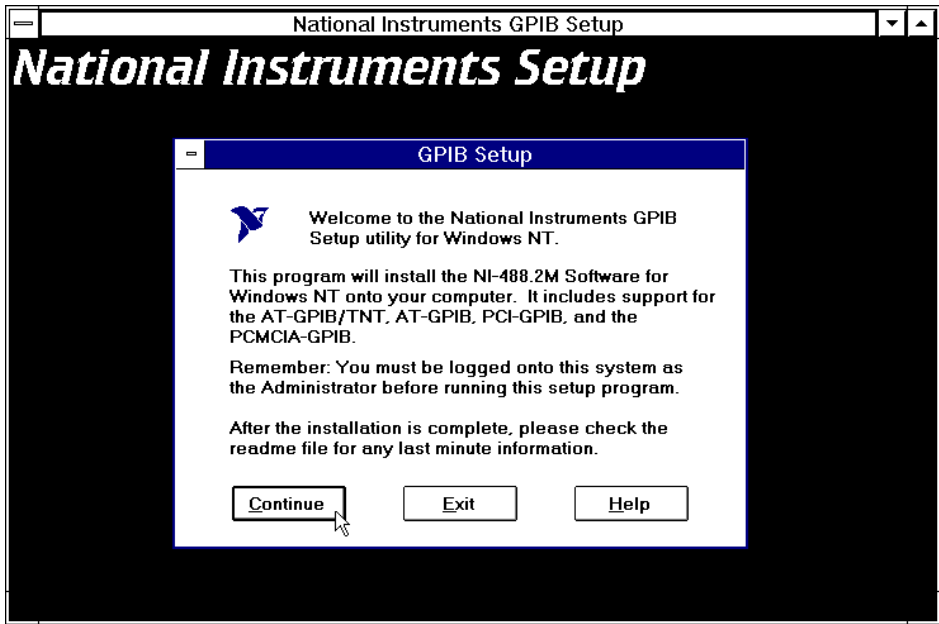 National Instruments GPIB Setup
National Instruments Setup
GPIB Setup
Welcome to the National Instruments GPIB
Setup utility for Windows NT.
This program will install the NI-488.2M Software for
Windows NT onto your computer.  It includes support for
the AT-GPIB/TNT, AT-GPIB, PCI-GPIB, and the
PCMCIA-GPIB.
Remember: You must be logged onto this system as
the Administrator before running this setup program.
After the installation is complete, please check the
readme file for any last minute information.
Continue
Exit
Help